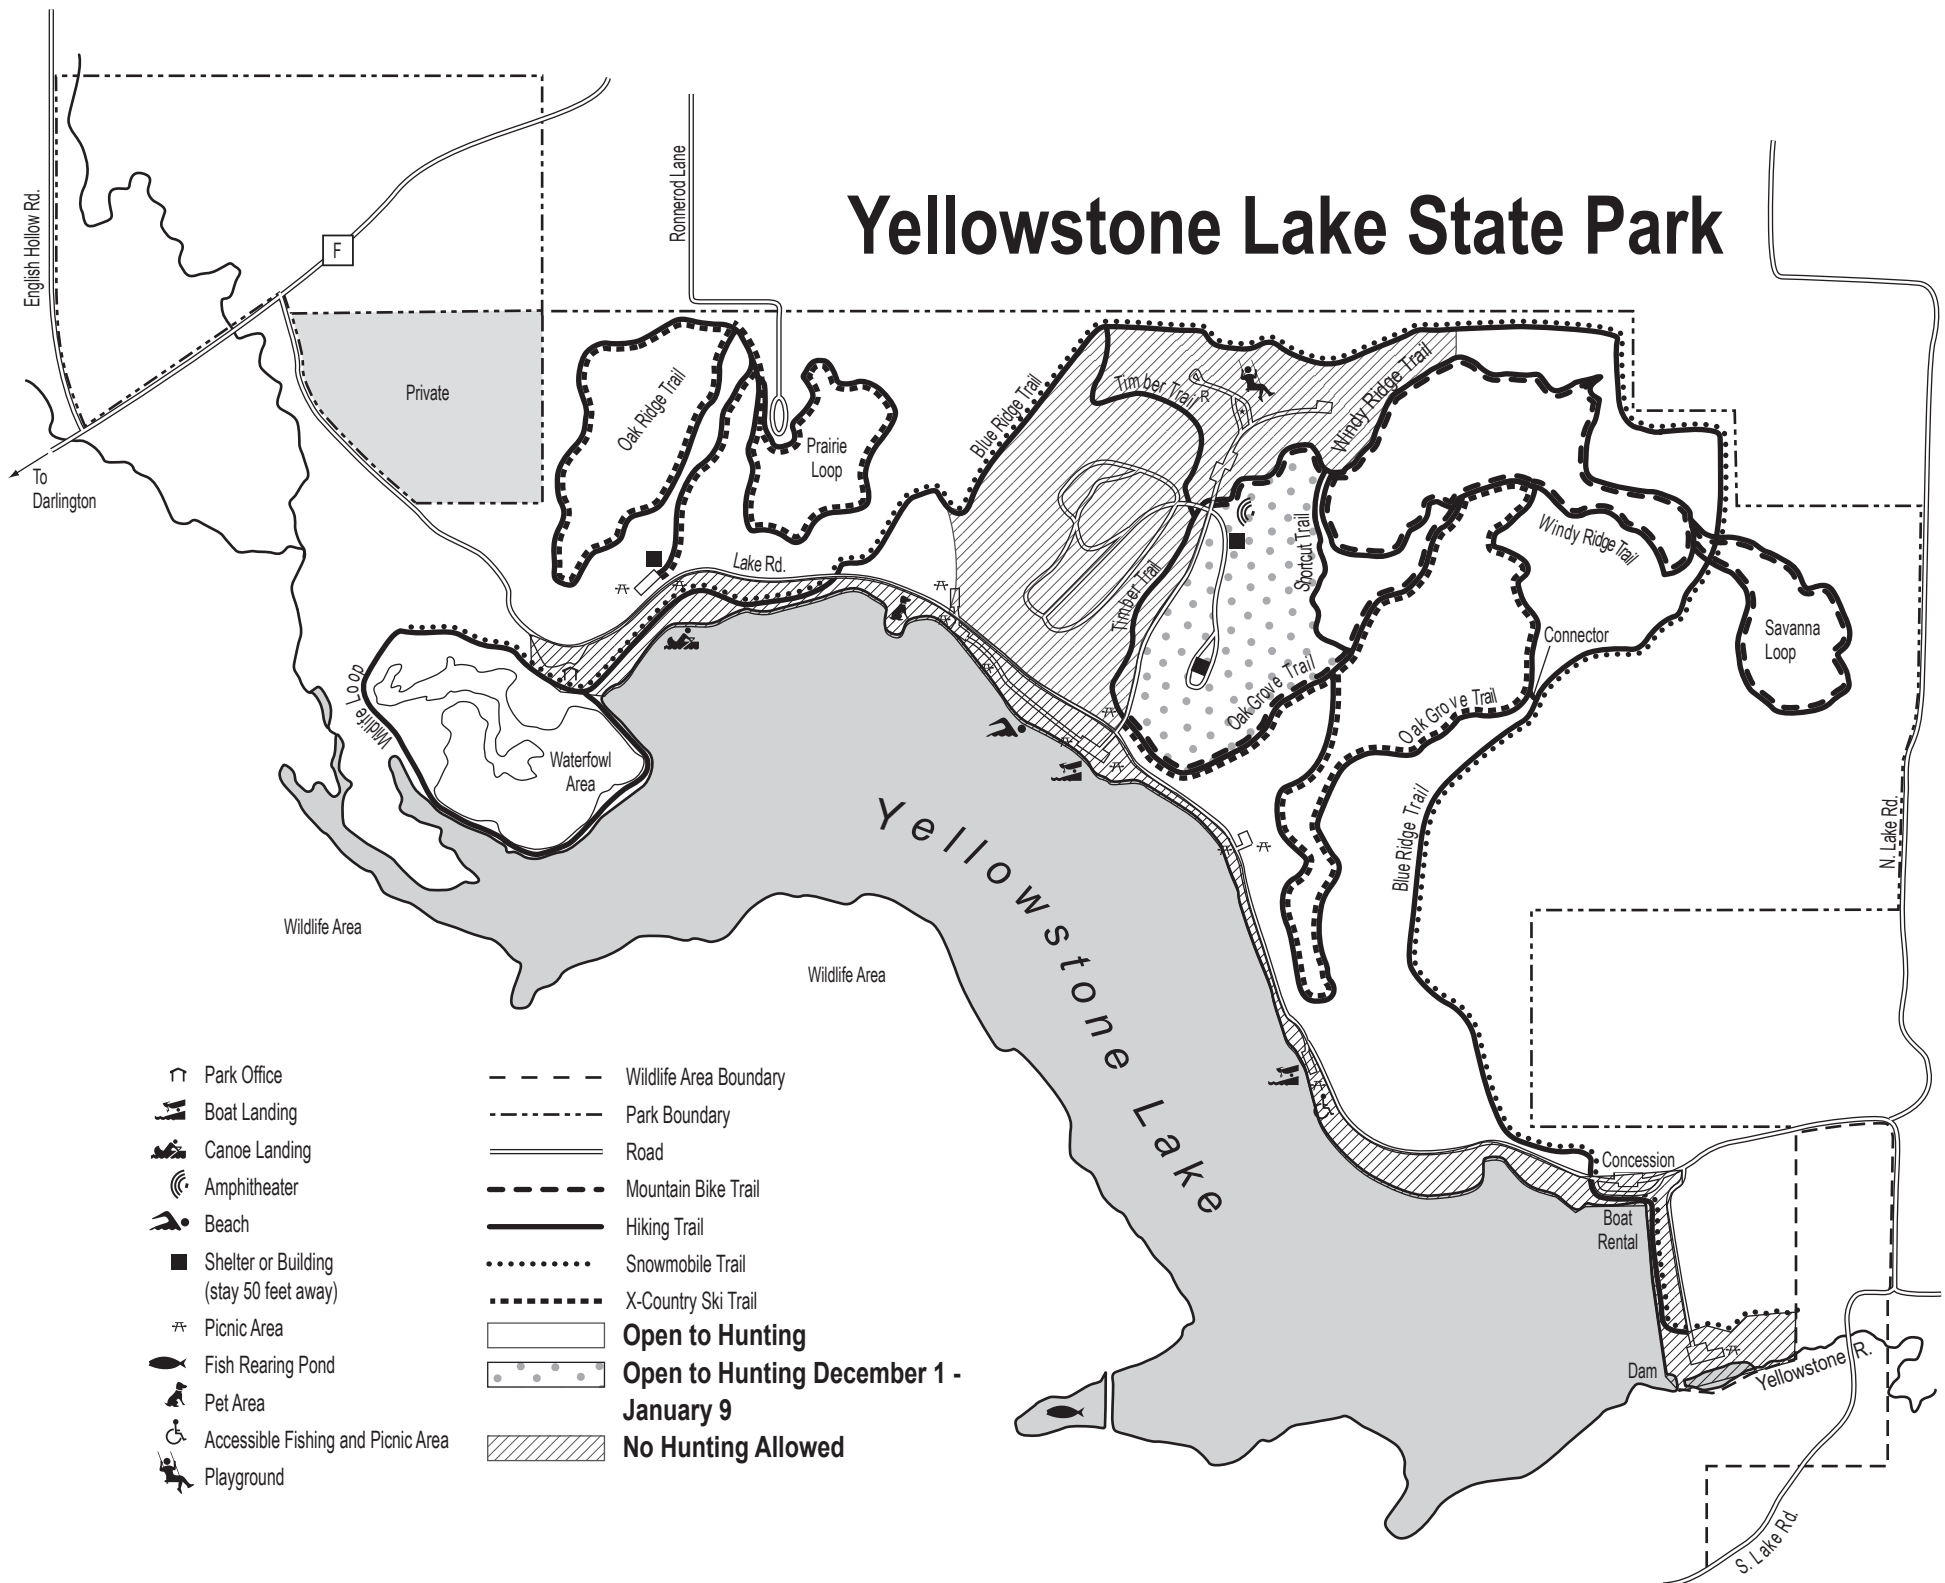 Yellowstone Lake State Park
English Hollow Rd.
F
Ronnerod Lane
Private
To
Darlington
Oak Ridge Trail
Prairie
Loop
Blue Ridge Trail
Timber Trail
R
Windy Ridge Trail
Lake Rd.
Shortcut Trail
Timber Trail
Windy Ridge Trail
Connector
Savanna
Loop
Wildlife Loop
Waterfowl
Area
Oak Grove Trail
Oak Grove Trail
Blue Ridge Trail
N. Lake Rd.
Yellowstone Lake
Wildlife Area
Wildlife Area
Concession
Boat
Rental
Dam
Yellowstone R.
S. Lake Rd.
Park Office
Boat Landing
Canoe Landing
Amphitheater
Beach
Shelter or Building
(stay 50 feet away)
Picnic Area
Fish Rearing Pond
Pet Area
Accessible Fishing and Picnic Area
Playground
Wildlife Area Boundary
Park Boundary
Road
Mountain Bike Trail
Hiking Trail
Snowmobile Trail
X-Country Ski Trail
Open to Hunting
Open to Hunting December 1 -
January 9
No Hunting Allowed